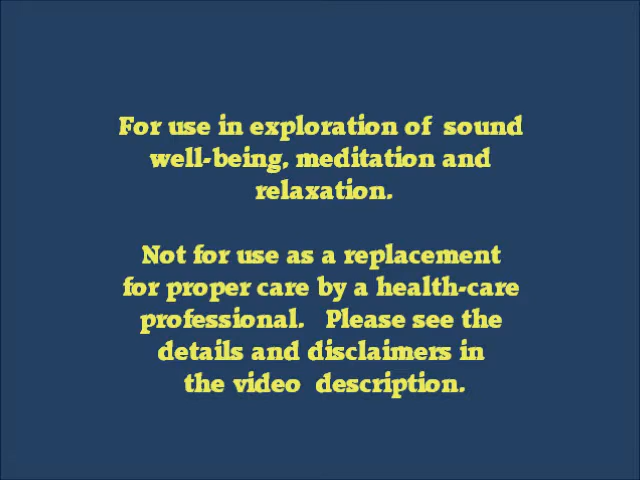 For use in exploration of sound
well-being, meditation and
relaxation.
Not for use as a replacement
for proper care by a health-care
professional. Please see the
details and disclaimers in
the video description.